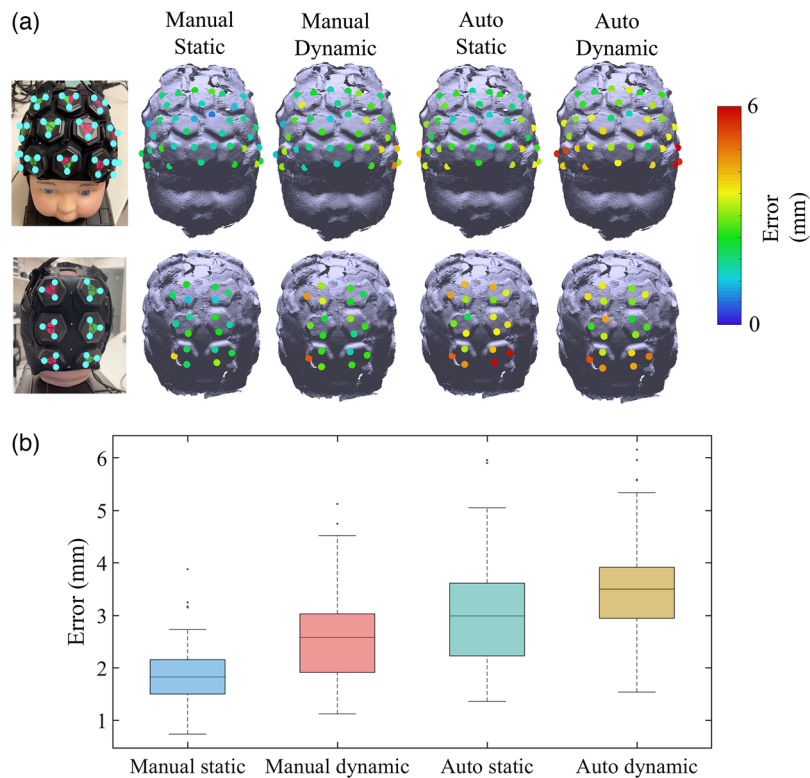 (a)
Manual
Static
Manual
Dynamic
Auto
Static
Auto
Dynamic
6
Error
(mm)
0
(b)
6
5
4
3
2
1
Error (mm)
Manual static
Manual dynamic
Auto static
Auto dynamic